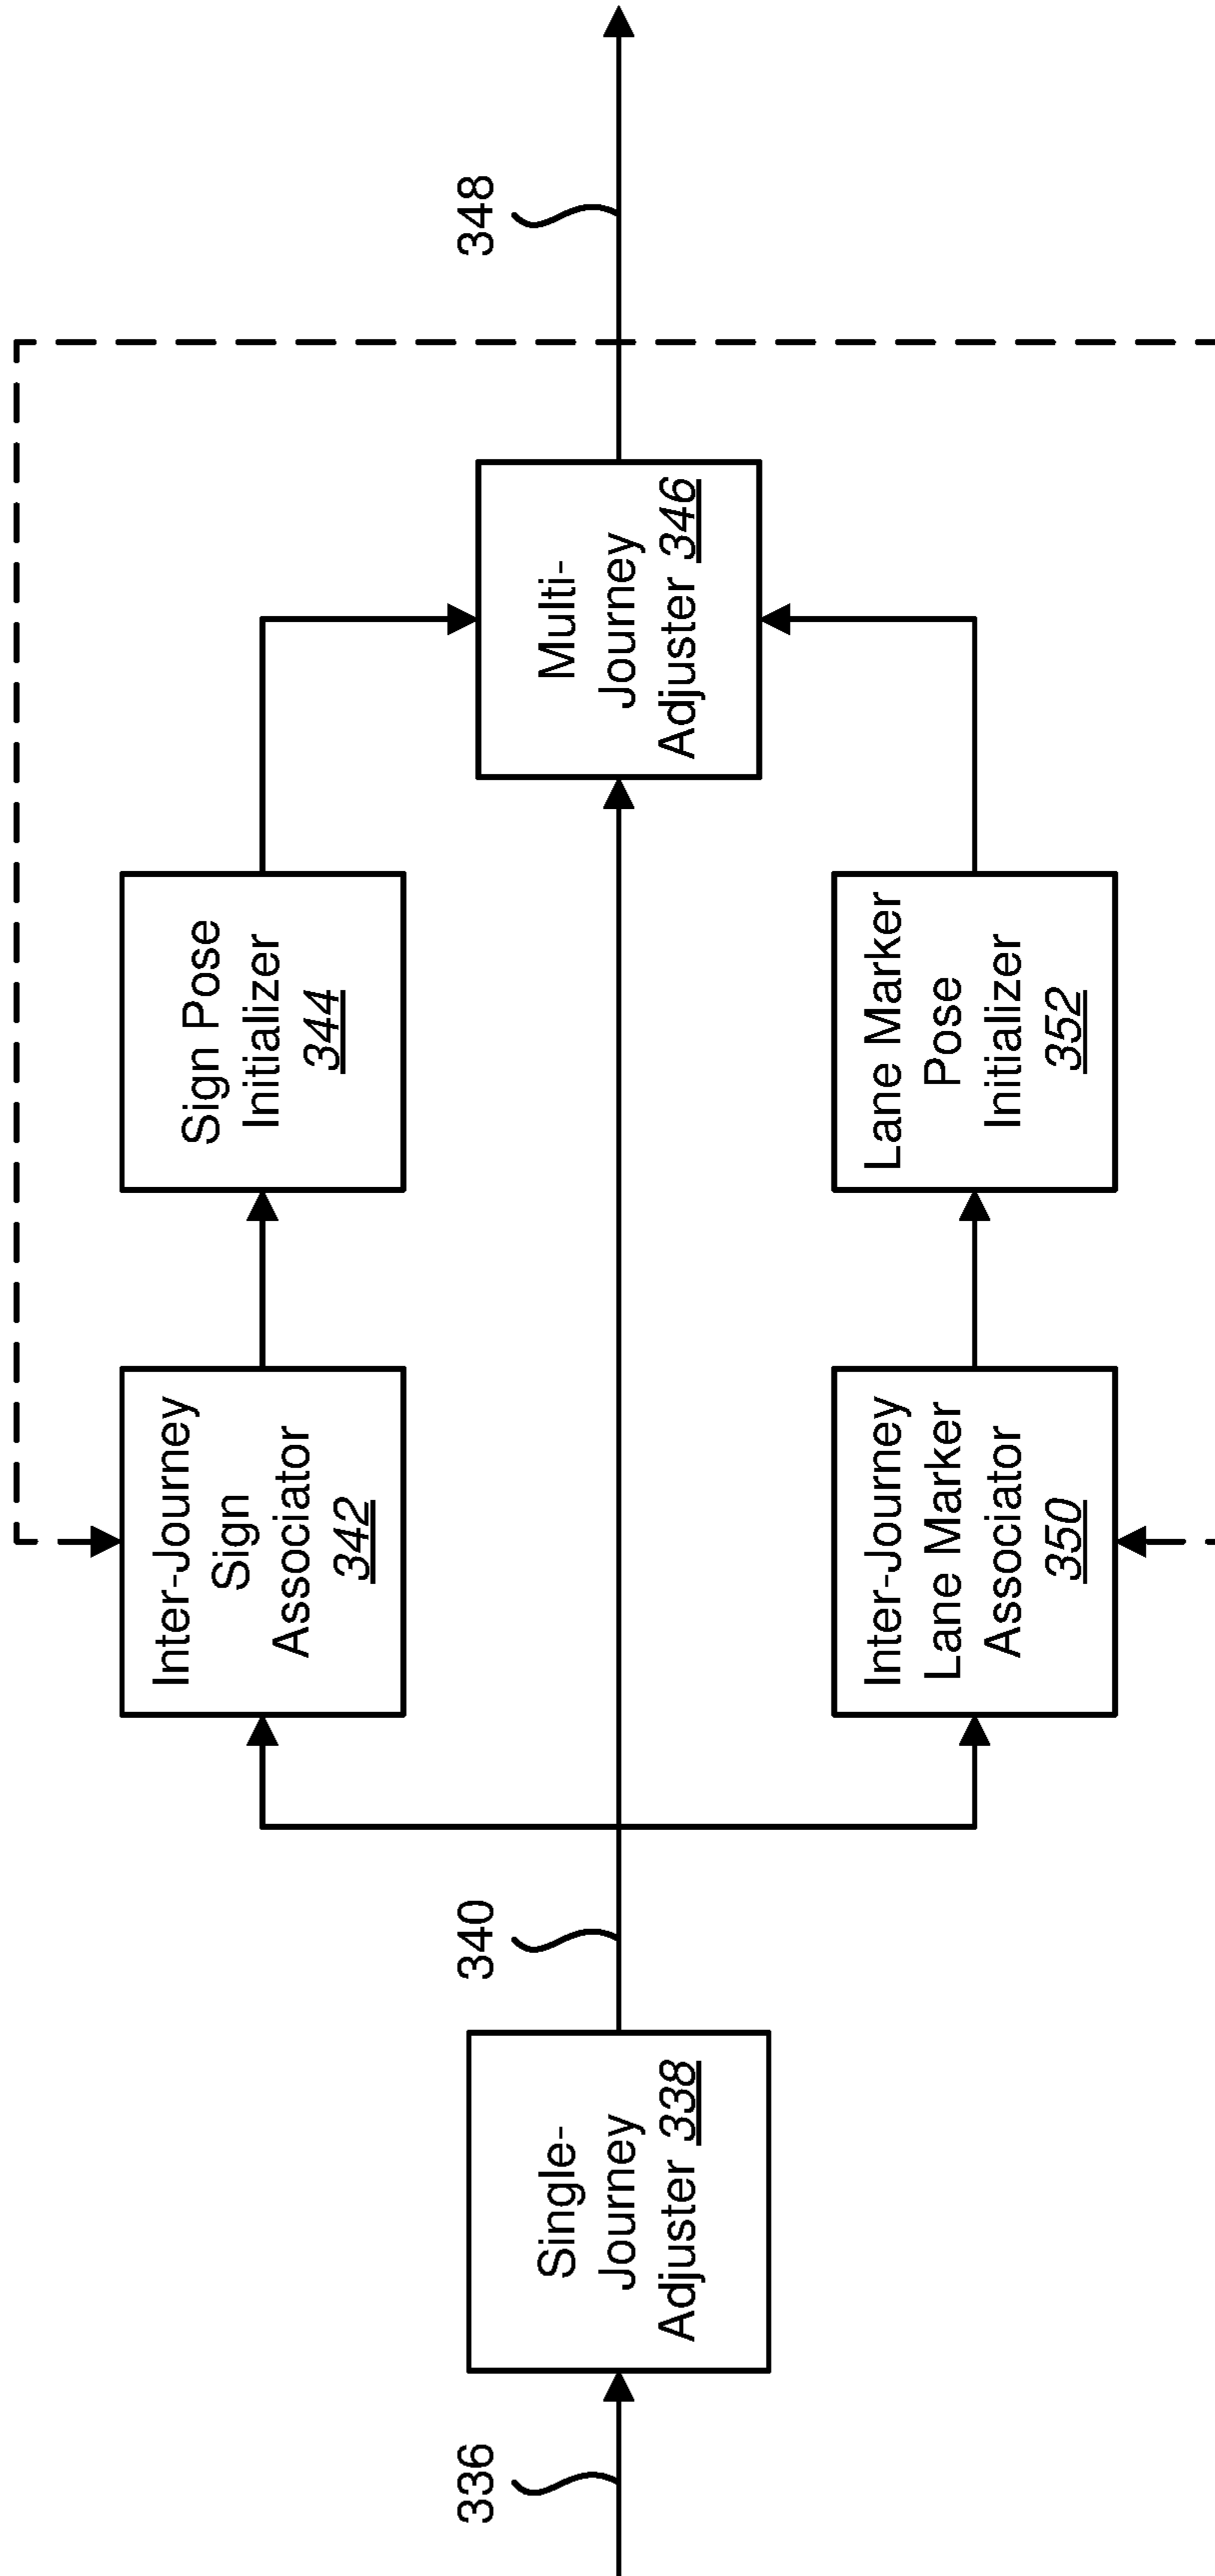 336
Single-
Journey
Adjuster 338
340
Inter-Journey
Sign
Associator
342
Sign Pose
Initializer
344
Inter-Journey
Lane Marker
Associator
350
Lane Marker
Pose
Initializer
352
Multi-
Journey
Adjuster 346
348